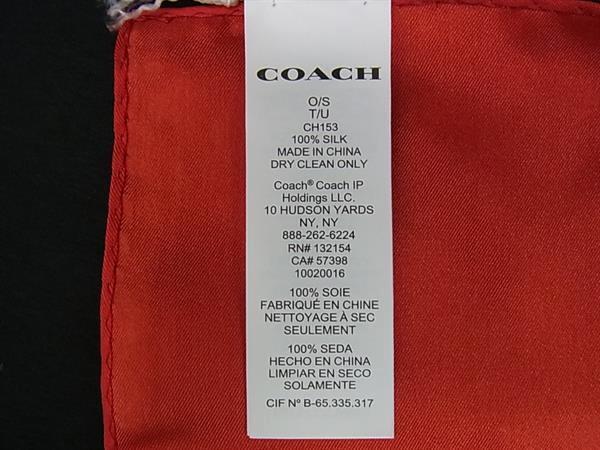 COACH
O/S
T/U
CH153
100% SILK
MADE IN CHINA
DRY CLEAN ONLY
Coach® Coach IP
Holdings LLC.
10 HUDSON YARDS
NY, NY
888-262-6224
RN# 132154
CA# 57398
10020016
100% SOIE
FABRIQUÉ EN CHINE
NETTOYAGE À SEC
SEULEMENT
100% SEDA
HECHO EN CHINA
LIMPIAR EN SECO
SOLAMENTE
CIF Nº B-65.335.317